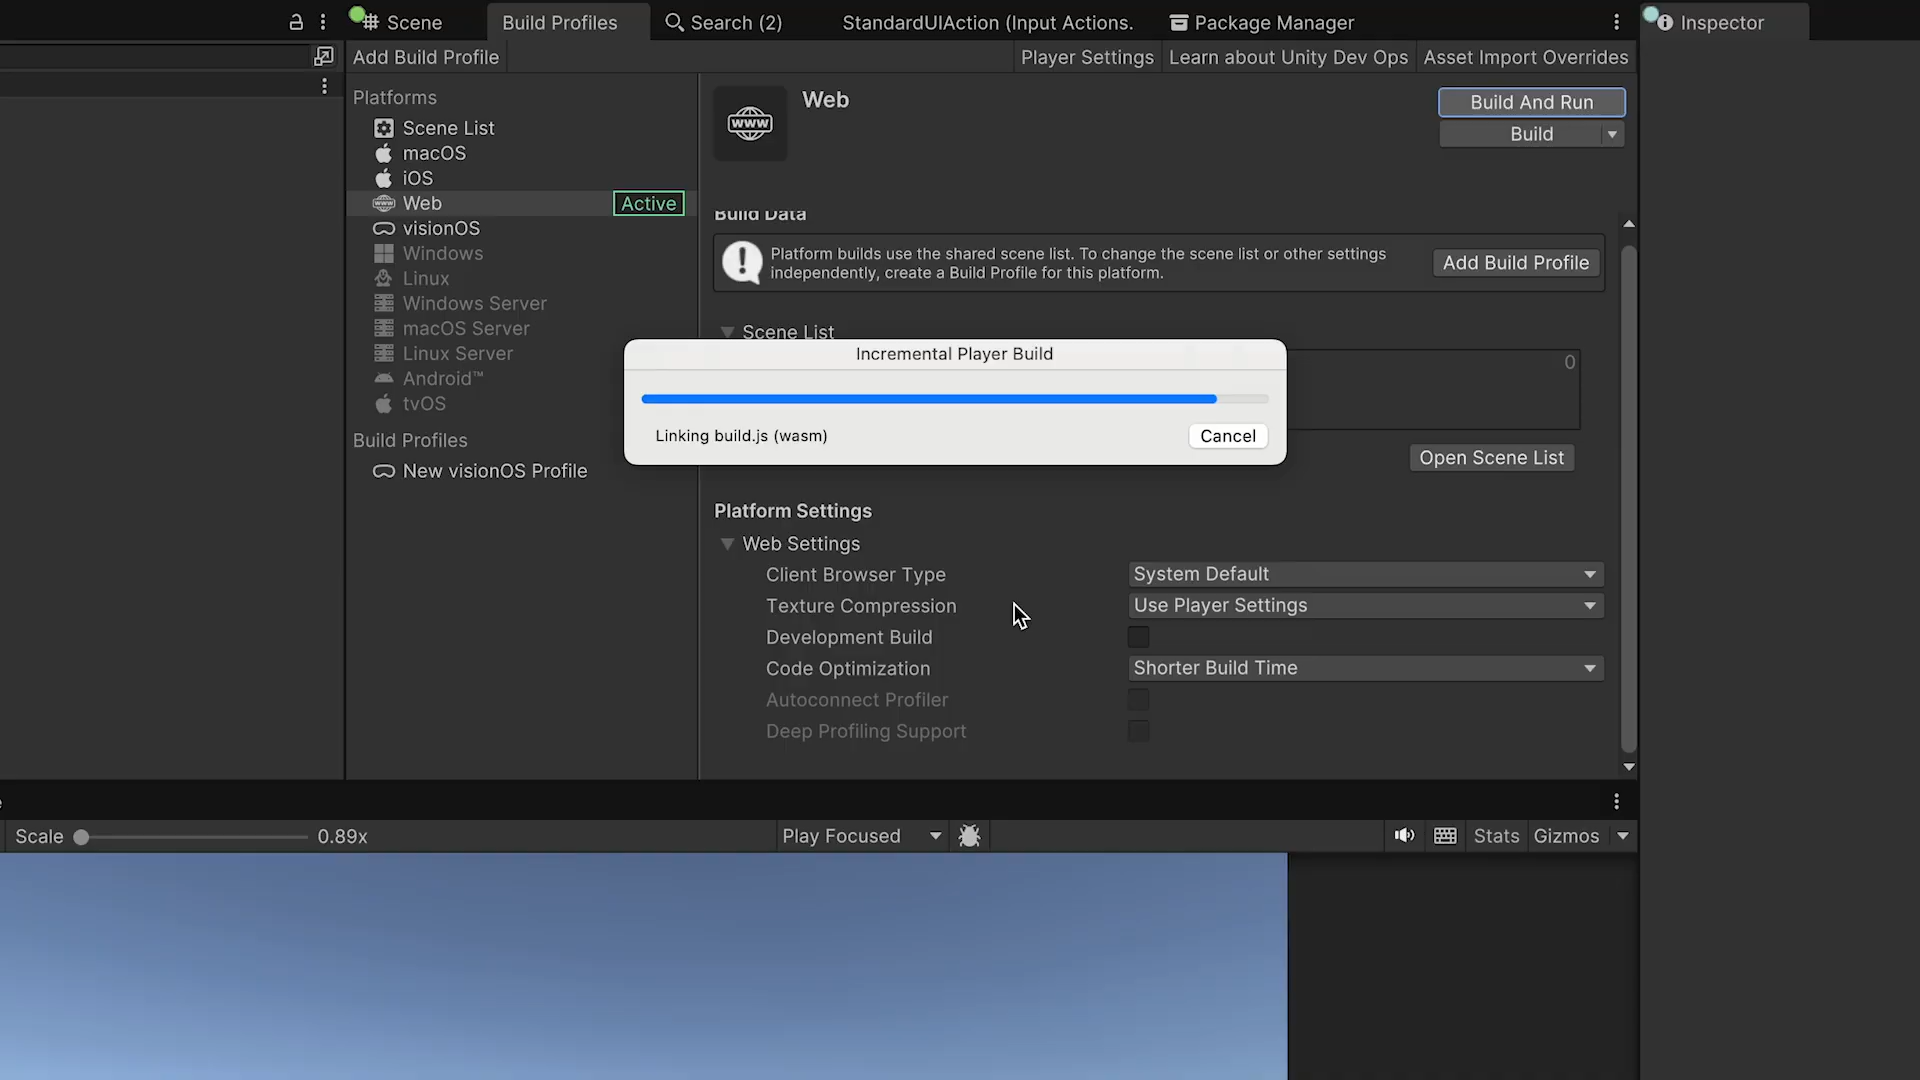 Scene
Build Profiles
Search (2)
StandardUIAction (Input Actions.
Package Manager
Inspector
Add Build Profile
Player Settings
Learn about Unity Dev Ops
Asset Import Overrides
Platforms
Scene List
macOS
iOS
Web
Active
visionOS
Windows
Linux
Windows Server
macOS Server
Linux Server
Android™
tvOS
Build Profiles
New visionOS Profile
WWW
Web
Build And Run
Build
Build Data
Platform builds use the shared scene list. To change the scene list or other settings
independently, create a Build Profile for this platform.
Add Build Profile
Scene List
0
Incremental Player Build
Linking build.js (wasm)
Cancel
Open Scene List
Platform Settings
Web Settings
Client Browser Type
System Default
Texture Compression
Use Player Settings
Development Build
Code Optimization
Shorter Build Time
Autoconnect Profiler
Deep Profiling Support
Scale
0.89x
Play Focused
Stats
Gizmos